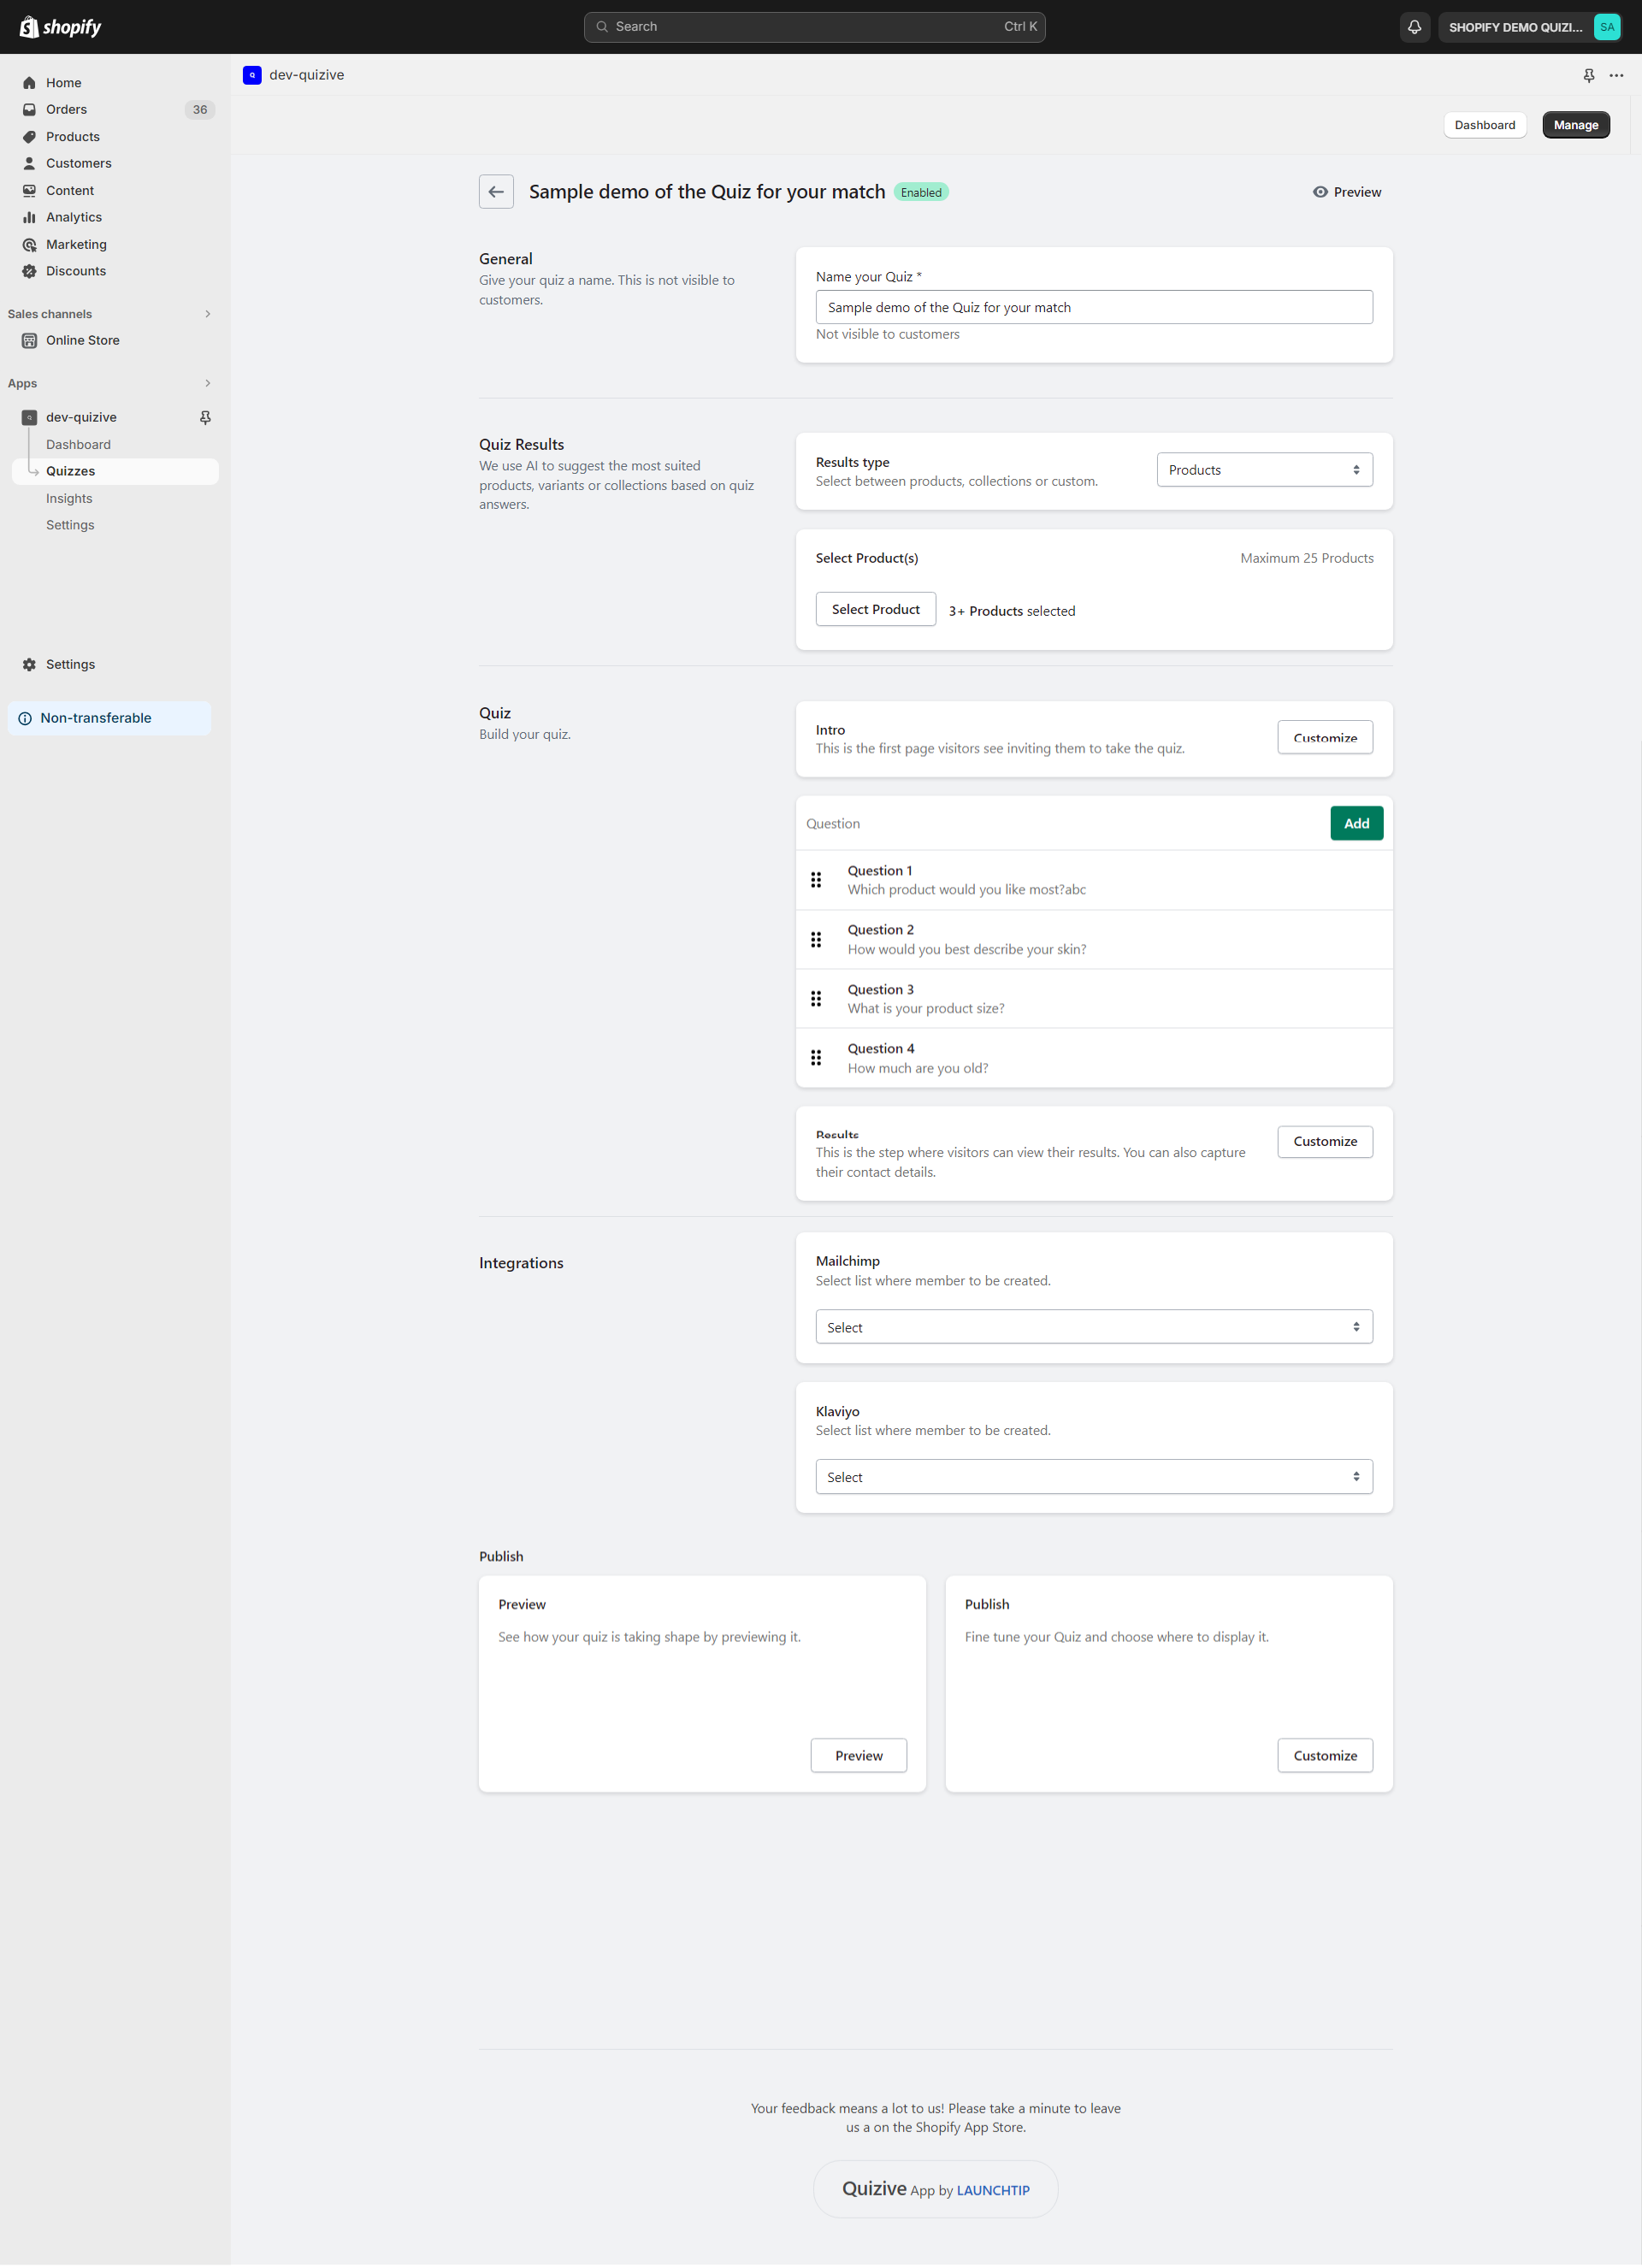 shopify
Search
Ctrl K
SHOPIFY DEMO QUIZI...
SA
Home
Orders
36
Products
Customers
Content
Analytics
Marketing
Discounts
Sales channels
Online Store
Apps
dev-quizive
Dashboard
Quizzes
Insights
Settings
Settings
Non-transferable
dev-quizive
Dashboard
Manage
Sample demo of the Quiz for your match
Enabled
Preview
General
Give your quiz a name. This is not visible to
customers.
Name your Quiz *
Sample demo of the Quiz for your match
Not visible to customers
Quiz Results
We use AI to suggest the most suited
products, variants or collections based on quiz
answers.
Results type
Select between products, collections or custom.
Products
Select Product(s)
Maximum 25 Products
Select Product
3+ Products selected
Quiz
Build your quiz.
Intro
This is the first page visitors see inviting them to take the quiz.
Customize
Question
Add
Question 1
Which product would you like most?abc
Question 2
How would you best describe your skin?
Question 3
What is your product size?
Question 4
How much are you old?
Results
This is the step where visitors can view their results. You can also capture
their contact details.
Customize
Integrations
Mailchimp
Select list where member to be created.
Select
Klaviyo
Select list where member to be created.
Select
Publish
Preview
See how your quiz is taking shape by previewing it.
Preview
Publish
Fine tune your Quiz and choose where to display it.
Customize
Your feedback means a lot to us! Please take a minute to leave
us a on the Shopify App Store.
Quizive App by LAUNCHTIP